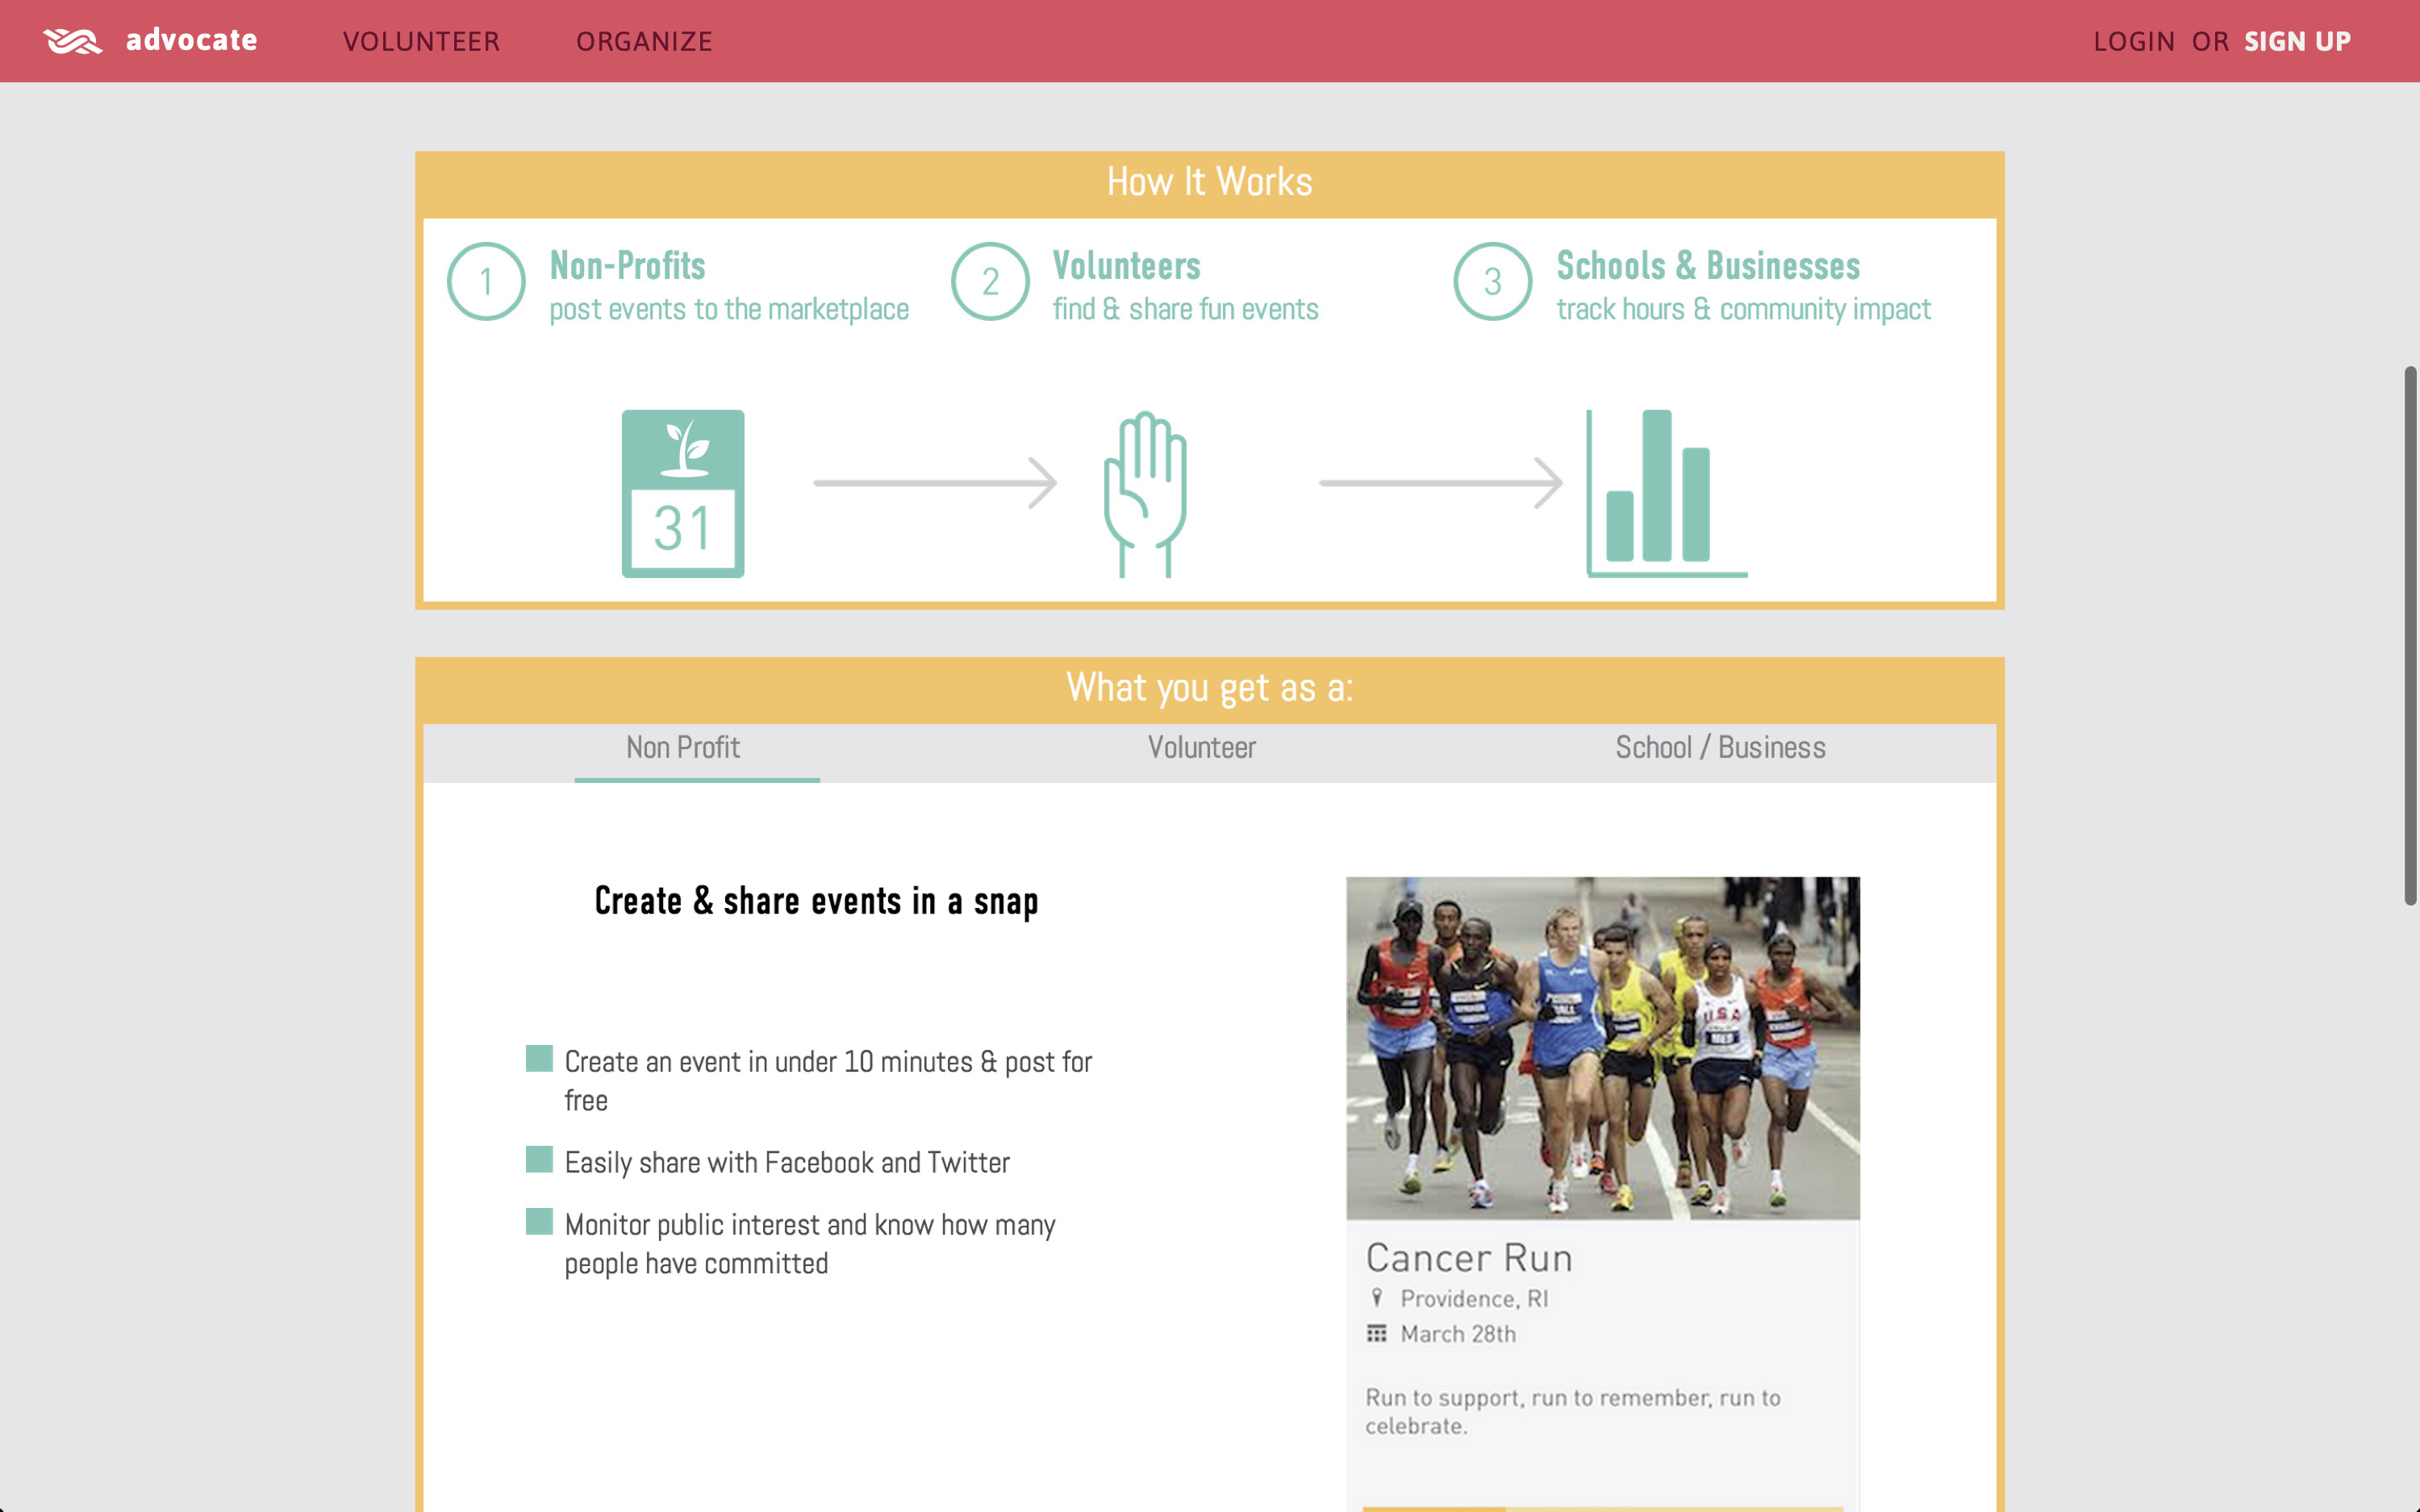 advocate
VOLUNTEER
ORGANIZE
LOGIN OR SIGN UP
How It Works
1
Non-Profits
post events to the marketplace
2
Volunteers
find & share fun events
3
Schools & Businesses
track hours & community impact
31
What you get as a:
Non Profit
Volunteer
School / Business
Create & share events in a snap
Create an event in under 10 minutes & post for
free
Easily share with Facebook and Twitter
Monitor public interest and know how many
people have committed
USA
Cancer Run
Providence, RI
March 28th
Run to support, run to remember, run to
celebrate.